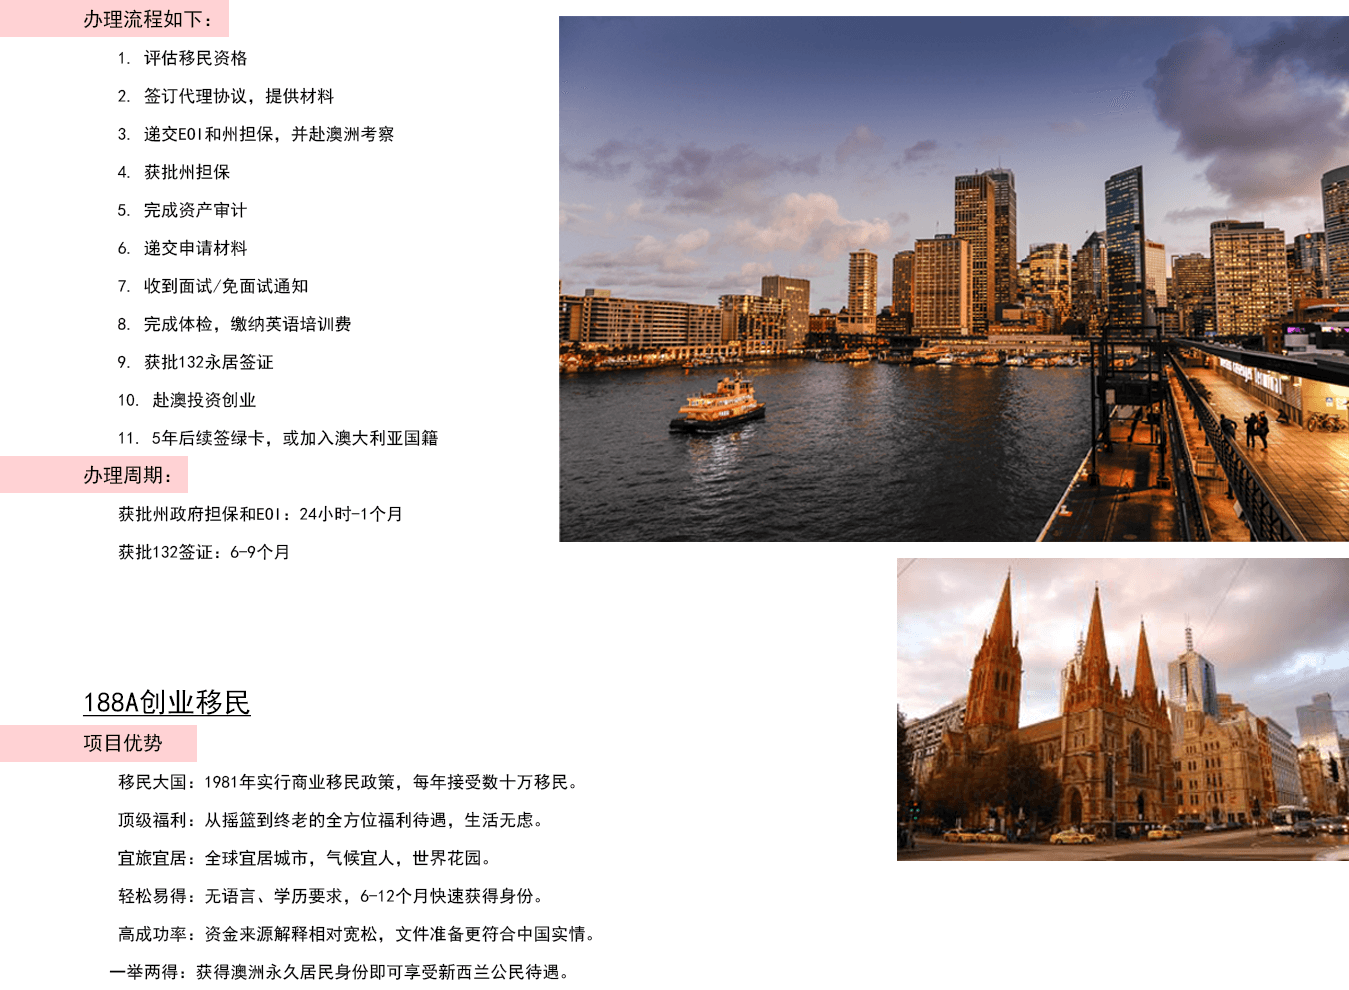 办理流程如下：
1. 评估移民资格
2. 签订代理协议，提供材料
3. 递交EOI和州担保，并赴澳洲考察
4. 获批州担保
5. 完成资产审计
6. 递交申请材料
7. 收到面试/免面试通知
8. 完成体检，缴纳英语培训费
9. 获批132永居签证
10. 赴澳投资创业
11. 5年后续签绿卡，或加入澳大利亚国籍
办理周期：
获批州政府担保和EOI：24小时-1个月
获批132签证：6-9个月
188A创业移民
项目优势
移民大国：1981年实行商业移民政策，每年接受数十万移民。
顶级福利：从摇篮到终老的全方位福利待遇，生活无虑。
宜旅宜居：全球宜居城市，气候宜人，世界花园。
轻松易得：无语言、学历要求，6-12个月快速获得身份。
高成功率：资金来源解释相对宽松，文件准备更符合中国实情。
一举两得：获得澳洲永久居民身份即可享受新西兰公民待遇。